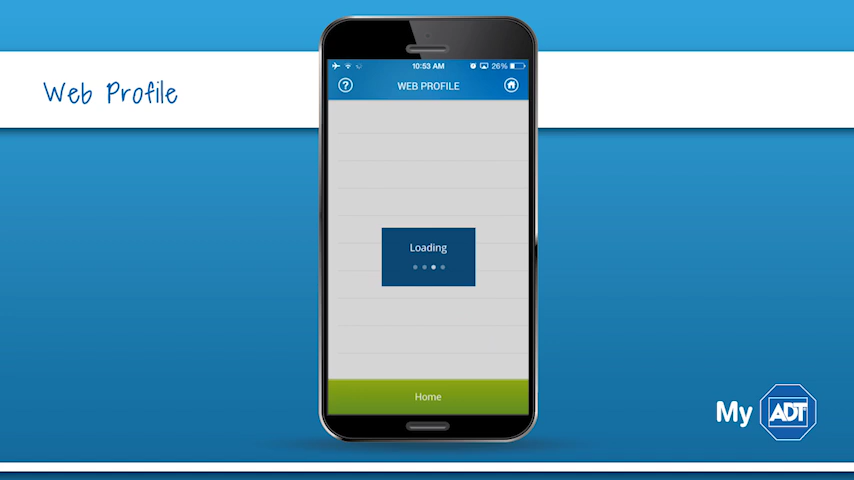 Web Profile
10:53 AM
26%
?
WEB PROFILE
Loading
Home
My ADT